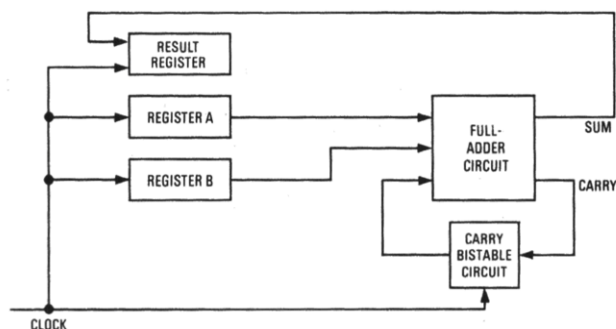 RESULT
REGISTER
REGISTER A
REGISTER B
FULL-
ADDER
CIRCUIT
SUM
CARRY
CARRY
BISTABLE
CIRCUIT
CLOCK